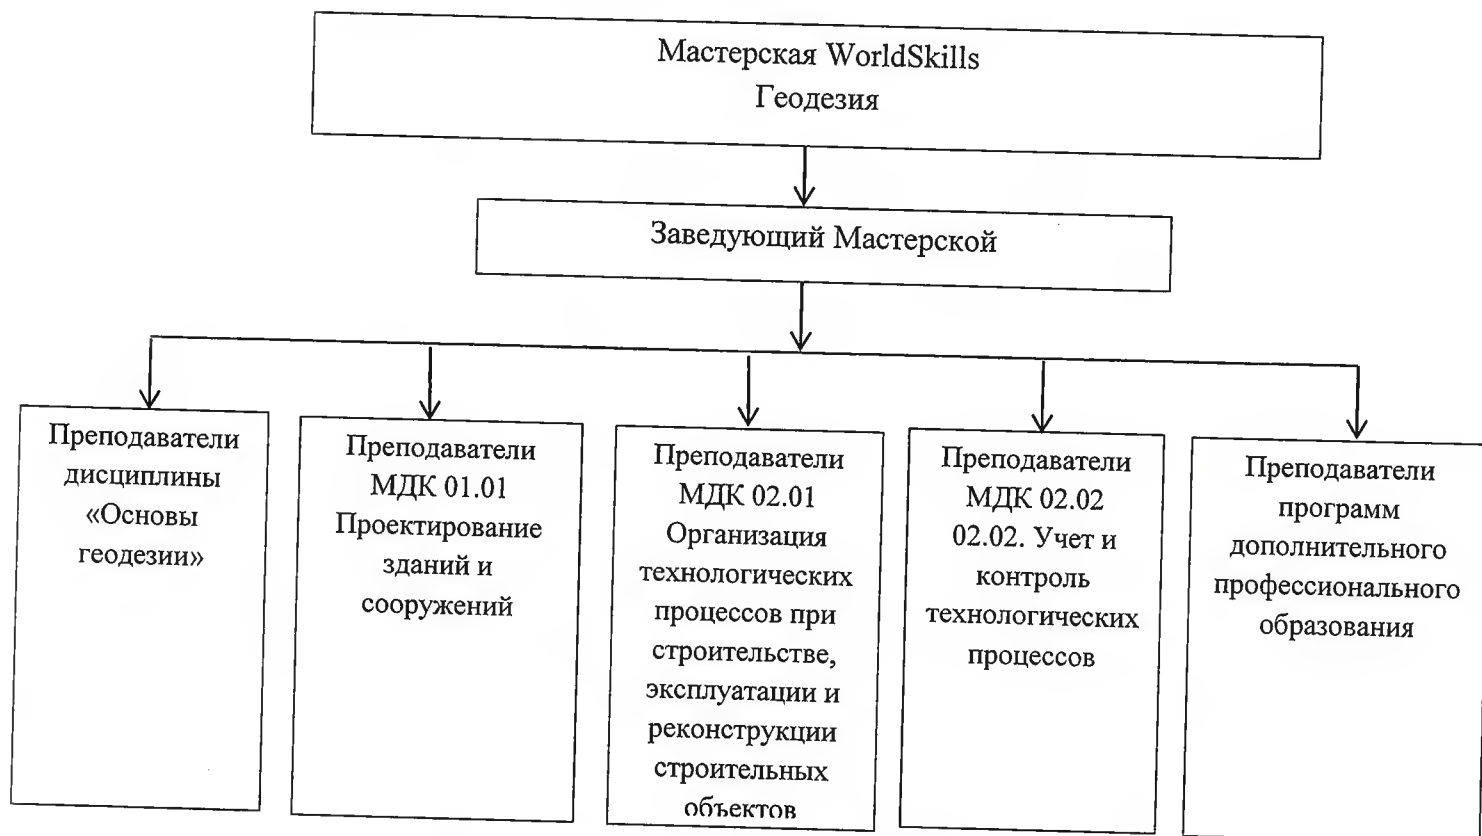 Мастерская WorldSkills
Геодезия
Заведующий Мастерской
Преподаватели
дисциплины
«Основы
геодезии»
Преподаватели
МДК 01.01
Проектирование
зданий и
сооружений
Преподаватели
МДК 02.01
Организация
технологических
процессов при
строительстве,
эксплуатации и
реконструкции
строительных
объектов
Преподаватели
МДК 02.02
02.02. Учет и
контроль
технологических
процессов
Преподаватели
программ
дополнительного
профессионального
образования